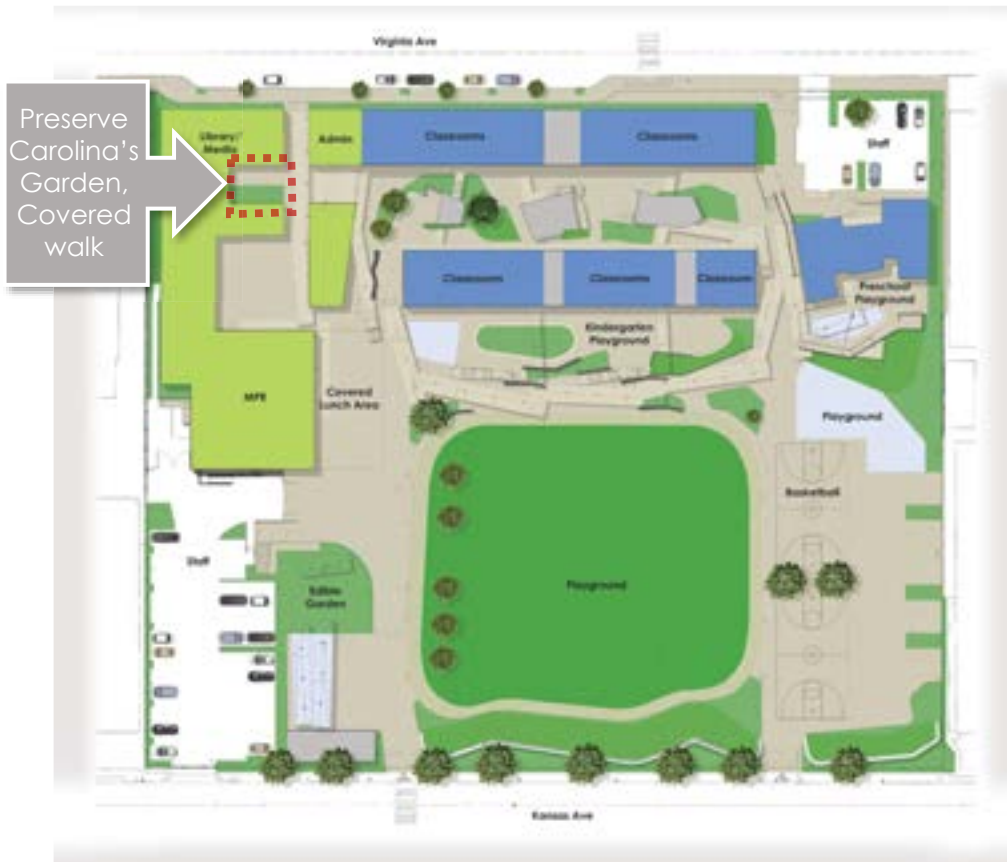 Virginia Ave
Preserve
Carolina's
Garden,
Covered
walk
Library/
Media
Admin
Classrooms
Classrooms
Staff
Classrooms
Classrooms
Classroom
Preschool
Playground
Kindergarten
Playground
MPR
Covered
Lunch Area
Playground
Basketball
Staff
Edible
Garden
Playground
Kansas Ave